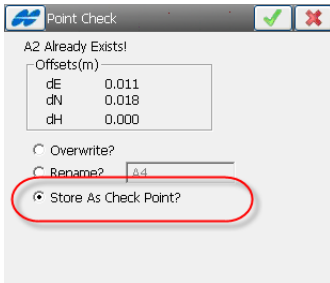 Point Check
A2 Already Exists!
Offsets(m)
dE 0.011
dN 0.018
dH 0.000
Overwrite?
Rename? A4
Store As Check Point?